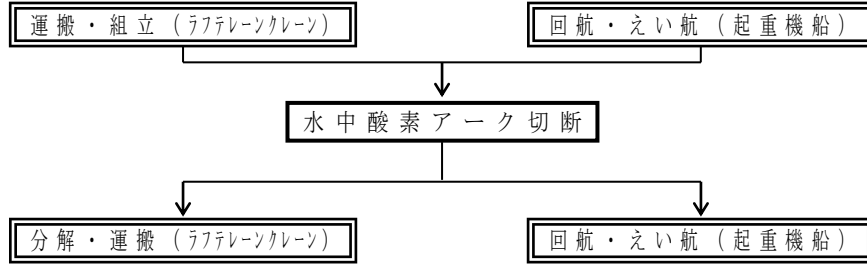 運搬・組立（ﾗﾌﾃﾚｰﾝｸﾚｰﾝ）
回航・えい航（起重機船）
水中酸素アーク切断
分解・運搬（ﾗﾌﾃﾚｰﾝｸﾚｰﾝ）
回航・えい航（起重機船）